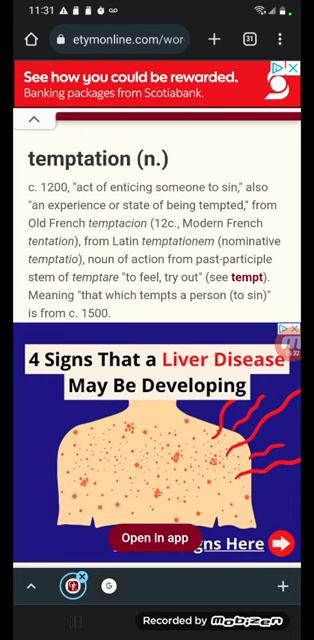 11:31
etymonline.com/wor
31
See how you could be rewarded.
Banking packages from Scotiabank.
temptation (n.)
c. 1200, "act of enticing someone to sin," also
"an experience or state of being tempted," from
Old French temptacion (12c., Modern French
tentation), from Latin temptationem (nominative
temptatio), noun of action from past-participle
stem of temptare "to feel, try out" (see tempt).
Meaning "that which tempts a person (to sin)"
is from c. 1500.
4 Signs That a Liver Disease
May Be Developing
Open in app
gns Here
Recorded by Mobizen